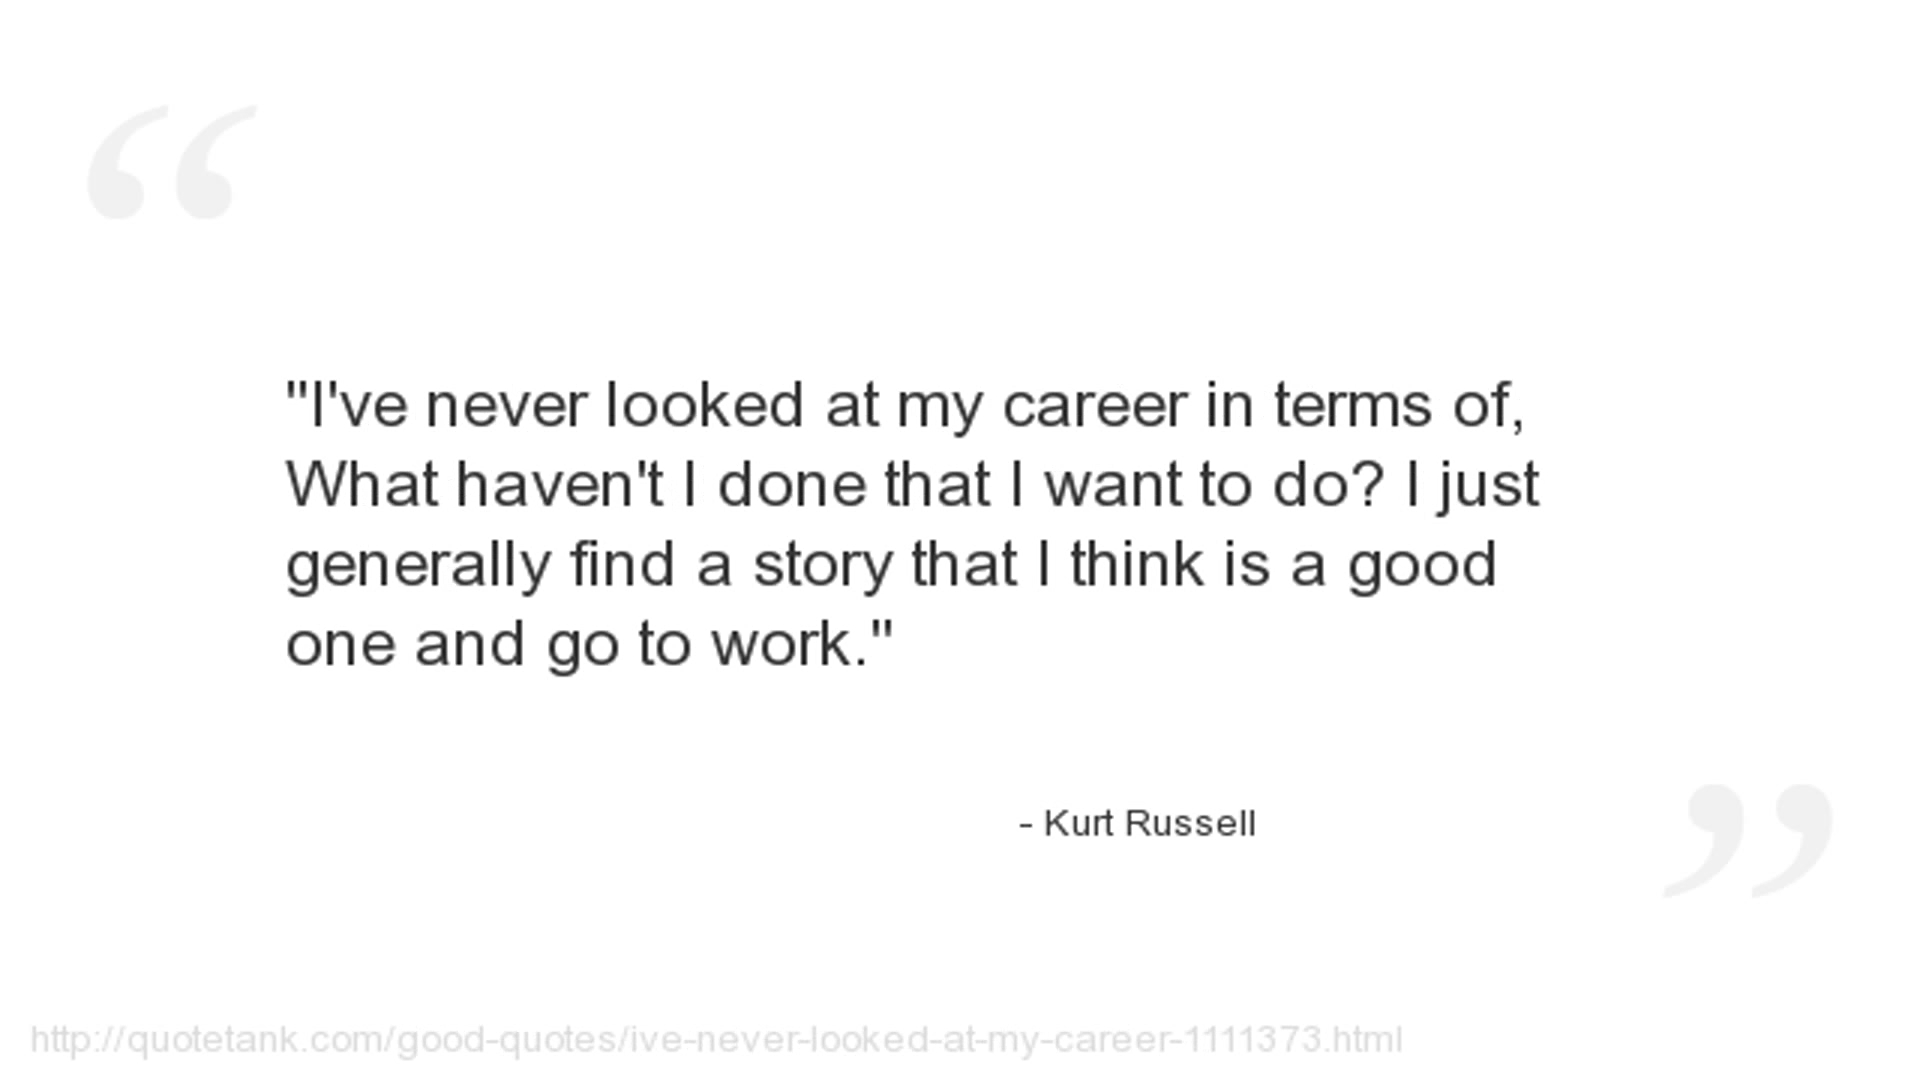 "I've never looked at my career in terms of,
What haven't I done that I want to do? I just
generally find a story that I think is a good
one and go to work."
- Kurt Russell
http://quotetank.com/good-quotes/ive-never-looked-at-my-career-1111373.html